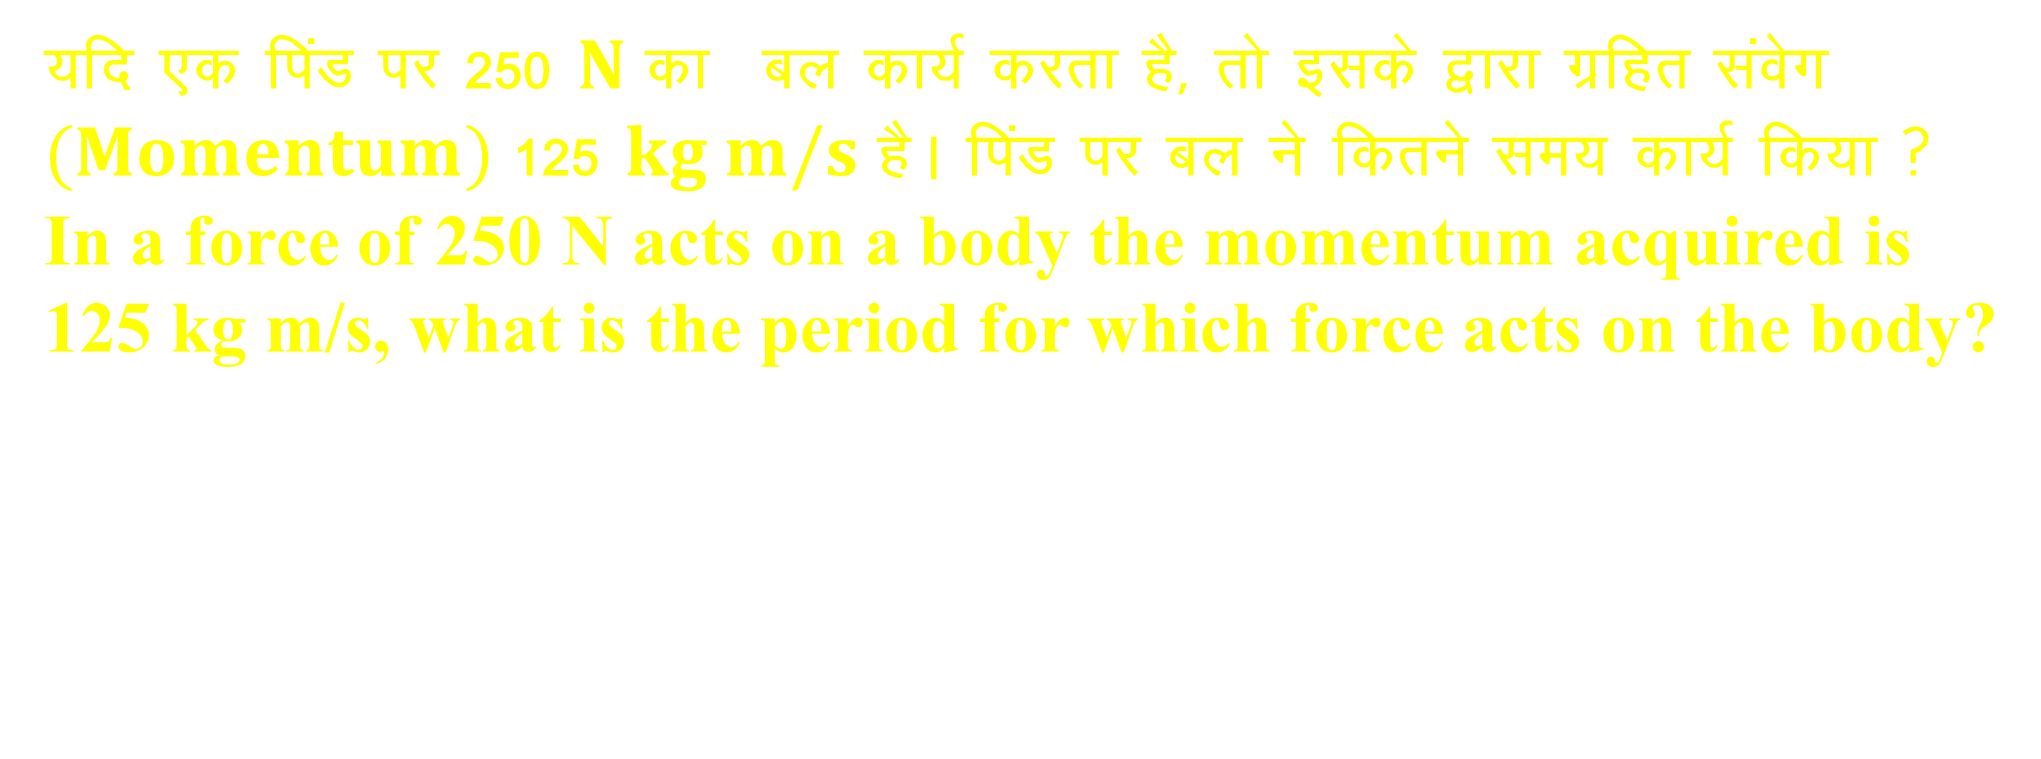 यदि एक पिंड पर 250 N का बल कार्य करता है, तो इसके द्वारा ग्रहित संवेग
(Momentum) 125 kg m/s है। पिंड पर बल ने कितने समय कार्य किया ?
In a force of 250 N acts on a body the momentum acquired is
125 kg m/s, what is the period for which force acts on the body?